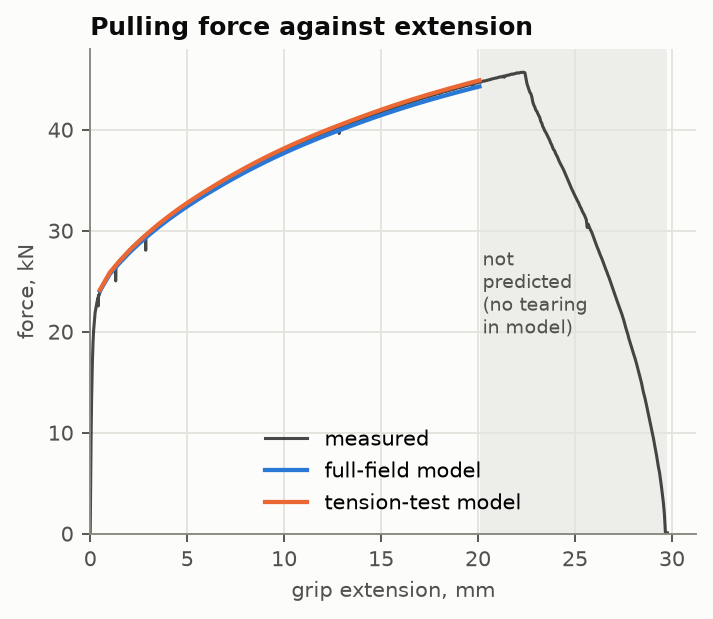 Pulling force against extension
force, kN
40
30
20
10
0
not
predicted
(no tearing
in model)
measured
full-field model
tension-test model
0 5 10 15 20 25 30
grip extension, mm